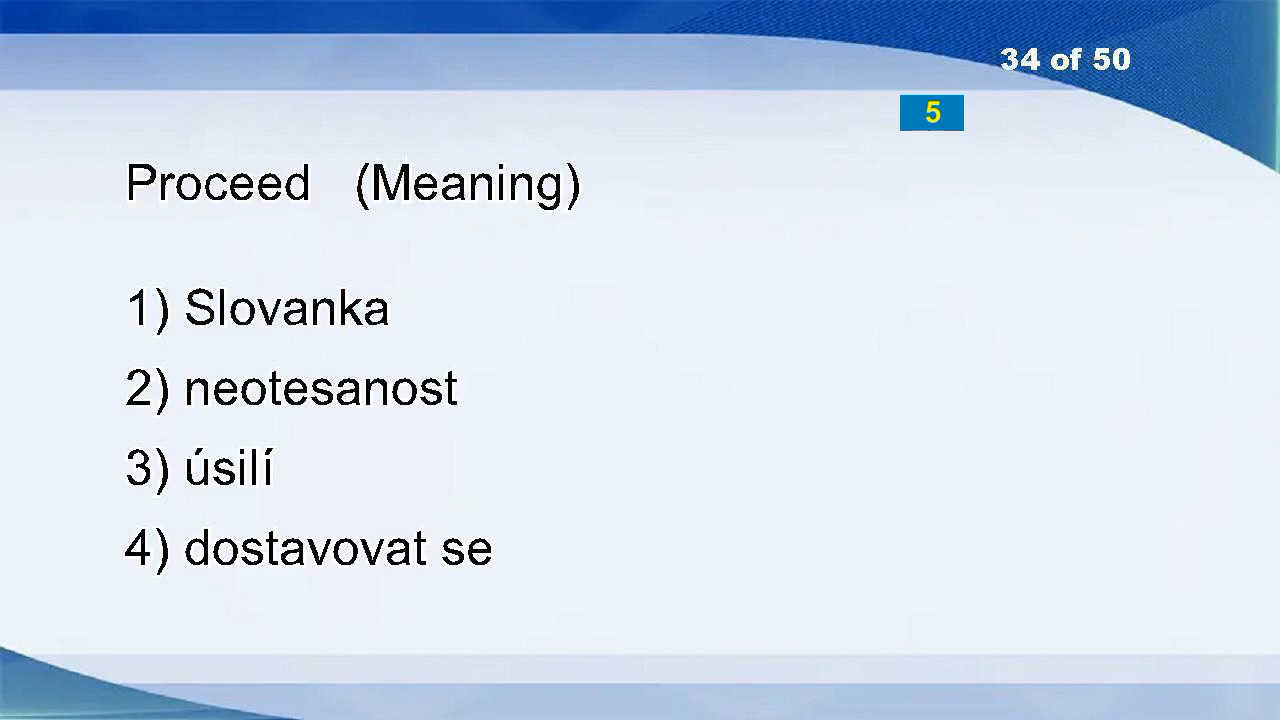 34 of 50
5
Proceed (Meaning)
1) Slovanka
2) neotesanost
3) úsilí
4) dostavovat se